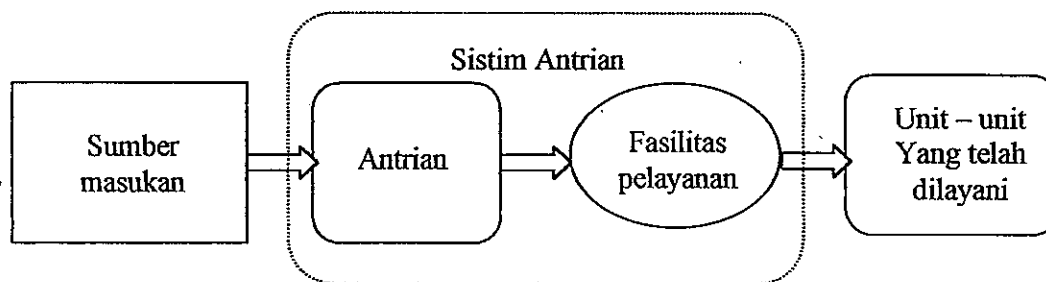 Sistim Antrian
Sumber
masukan
Antrian
Fasilitas
pelayanan
Unit – unit
Yang telah
dilayani